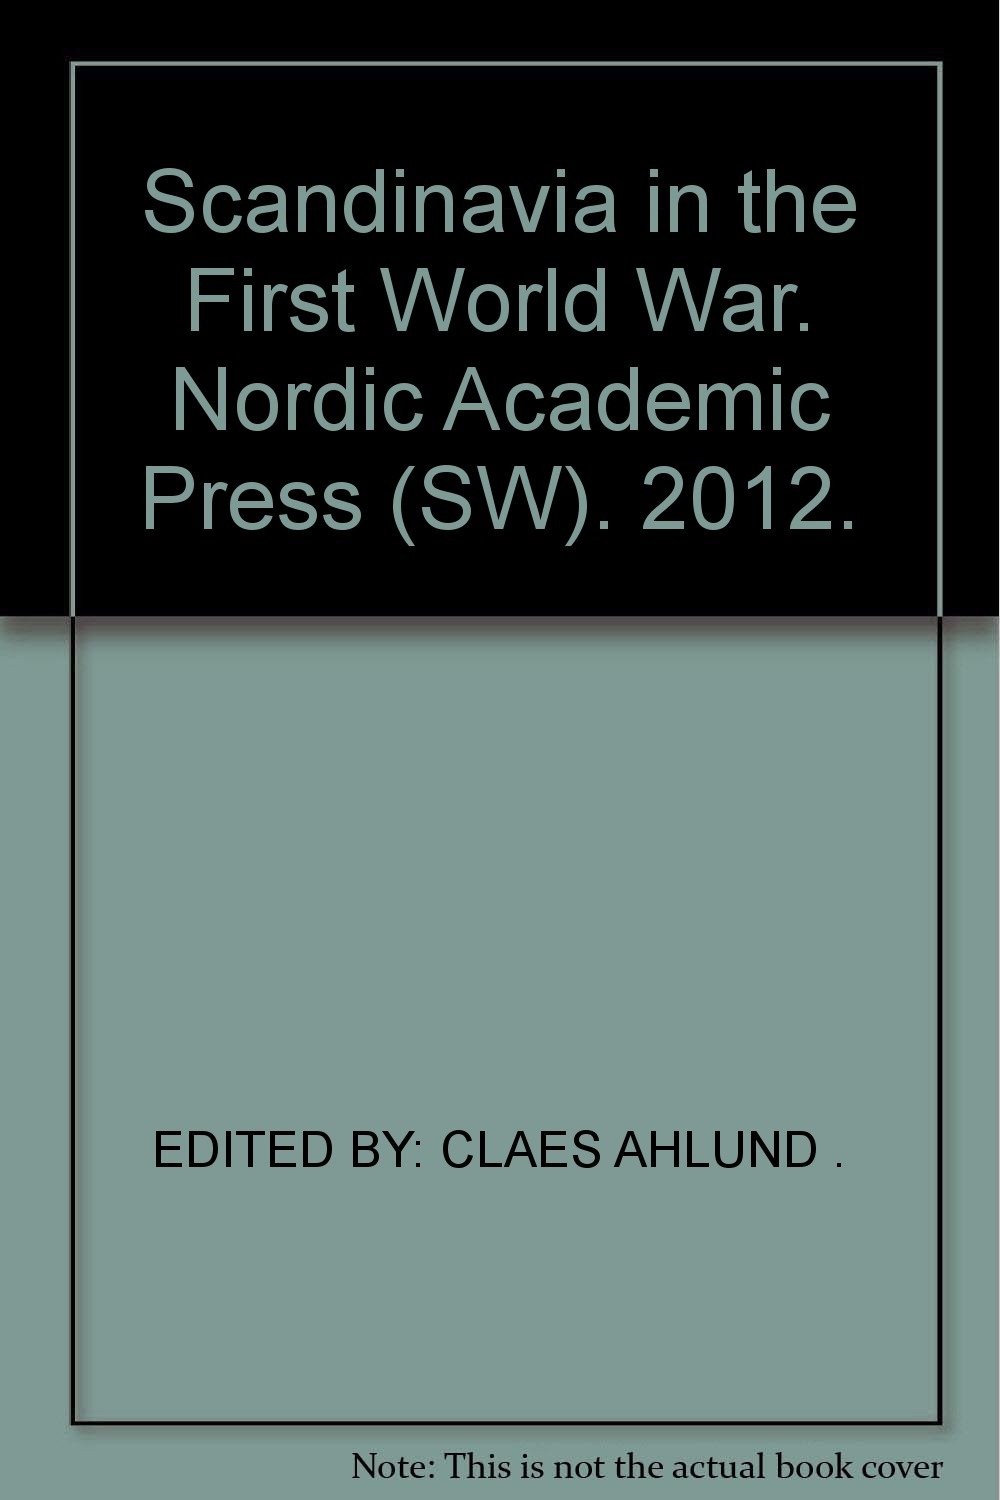 Scandinavia in the
First World War.
Nordic Academic
Press (SW). 2012.
EDITED BY: CLAES AHLUND .
Note: This is not the actual book cover